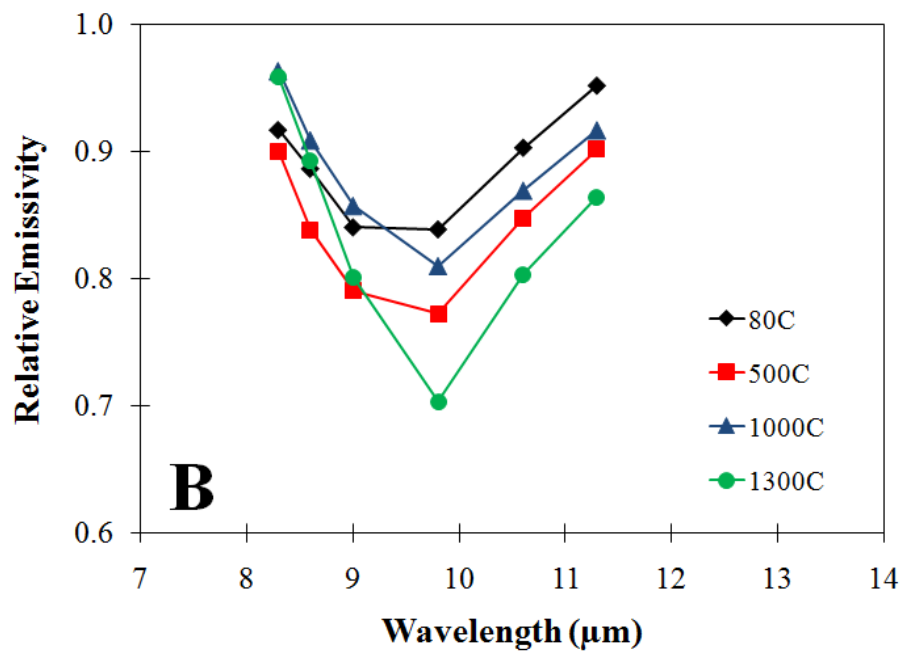 1.0
0.9
0.8
0.7
0.6
Relative Emissivity
80C
500C
1000C
1300C
B
7 8 9 10 11 12 13 14
Wavelength (µm)